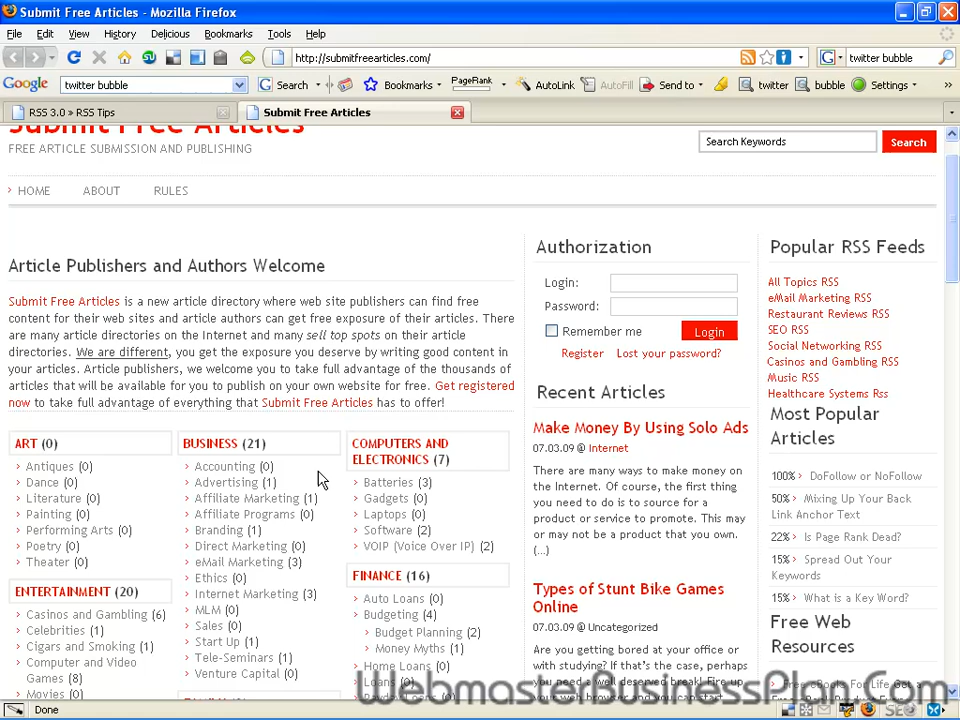 Submit Free Articles - Mozilla Firefox
File Edit View History Delicious Bookmarks Tools Help
http://submitfreearticles.com/
twitter bubble
Google twitter bubble Search PageRank Bookmarks AutoLink AutoFill Send to twitter bubble Settings
RSS 3.0 » RSS Tips
Submit Free Articles
Submit Free Articles
FREE ARTICLE SUBMISSION AND PUBLISHING
Search Keywords
Search
HOME ABOUT RULES
Article Publishers and Authors Welcome
Submit Free Articles is a new article directory where web site publishers can find free
content for their web sites and article authors can get free exposure of their articles. There
are many article directories on the Internet and many sell top spots on their article
directories. We are different, you get the exposure you deserve by writing good content in
your articles. Article publishers, we welcome you to take full advantage of the thousands of
articles that will be available for you to publish on your own website for free. Get registered
now to take full advantage of everything that Submit Free Articles has to offer!
ART (0)
Antiques (0)
Dance (0)
Literature (0)
Painting (0)
Performing Arts (0)
Poetry (0)
Theater (0)
ENTERTAINMENT (20)
Casinos and Gambling (6)
Celebrities (1)
Cigars and Smoking (1)
Computer and Video
Games (8)
Movies (0)
BUSINESS (21)
Accounting (0)
Advertising (1)
Affiliate Marketing (1)
Affiliate Programs (0)
Branding (1)
Direct Marketing (0)
eMail Marketing (3)
Ethics (0)
Internet Marketing (3)
MLM (0)
Sales (0)
Start Up (1)
Tele-Seminars (1)
Venture Capital (0)
COMPUTERS AND
ELECTRONICS (7)
Batteries (3)
Gadgets (0)
Laptops (0)
Software (2)
VOIP (Voice Over IP) (2)
FINANCE (16)
Auto Loans (0)
Budgeting (4)
Budget Planning (2)
Money Myths (1)
Home Loans (0)
Loans (0)
Payday Loans (0)
Authorization
Login:
Password:
Remember me
Login
Register Lost your password?
Recent Articles
Make Money By Using Solo Ads
07.03.09 @ Internet
There are many ways to make money on
the Internet. Of course, the first thing
you need to do is to source for a
product or service to promote. This may
or may not be a product that you own.
(...)
Types of Stunt Bike Games
Online
07.03.09 @ Uncategorized
Are you getting bored at your office or
with studying? If that's the case, perhaps
you need a well deserved break! Fire up
your web browser and you can start
Popular RSS Feeds
All Topics RSS
eMail Marketing RSS
Restaurant Reviews RSS
SEO RSS
Social Networking RSS
Casinos and Gambling RSS
Music RSS
Healthcare Systems Rss
Most Popular
Articles
100% DoFollow or NoFollow
50% Mixing Up Your Back
Link Anchor Text
22% Is Page Rank Dead?
15% Spread Out Your
Keywords
15% What is a Key Word?
Free Web
Resources
Free eBooks For Life Get a
WebmasterBusinessPlan.Com
Done